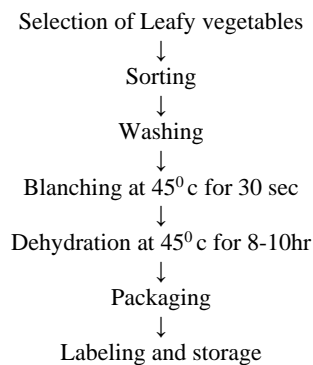 Selection of Leafy vegetables
↓
Sorting
↓
Washing
↓
Blanching at 45⁰ c for 30 sec
↓
Dehydration at 45⁰ c for 8-10hr
↓
Packaging
↓
Labeling and storage